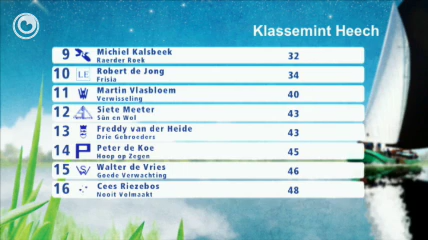 Klassemint Heech
9 Michiel Kalsbeek 32
Raerder Roek
10 LE Robert de Jong 34
Frisia
11 Martin Vlasbloem 40
Verwisseling
12 Siete Meeter 43
Sûn en Wol
13 Freddy van der Heide 43
Drie Gebroeders
14 P Peter de Koe 45
Hoop op Zegen
15 Walter de Vries 46
Goede Verwachting
16 Cees Riezebos 48
Nooit Volmaakt